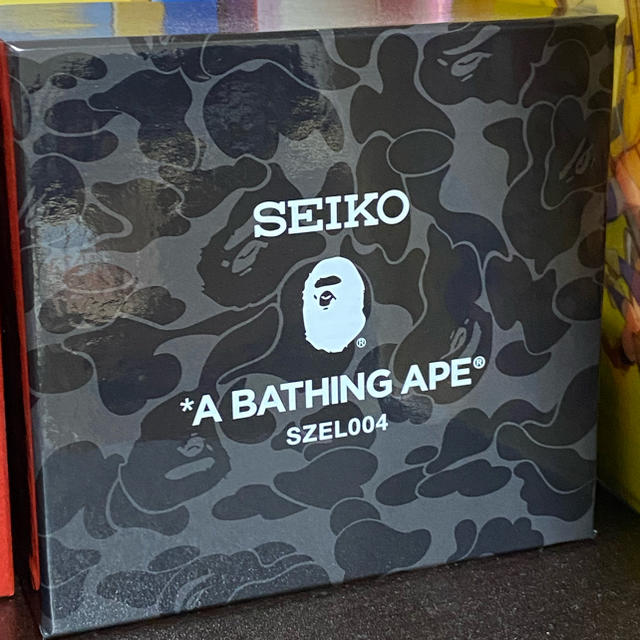 SEIKO
®
*A BATHING APE®
SZEL004